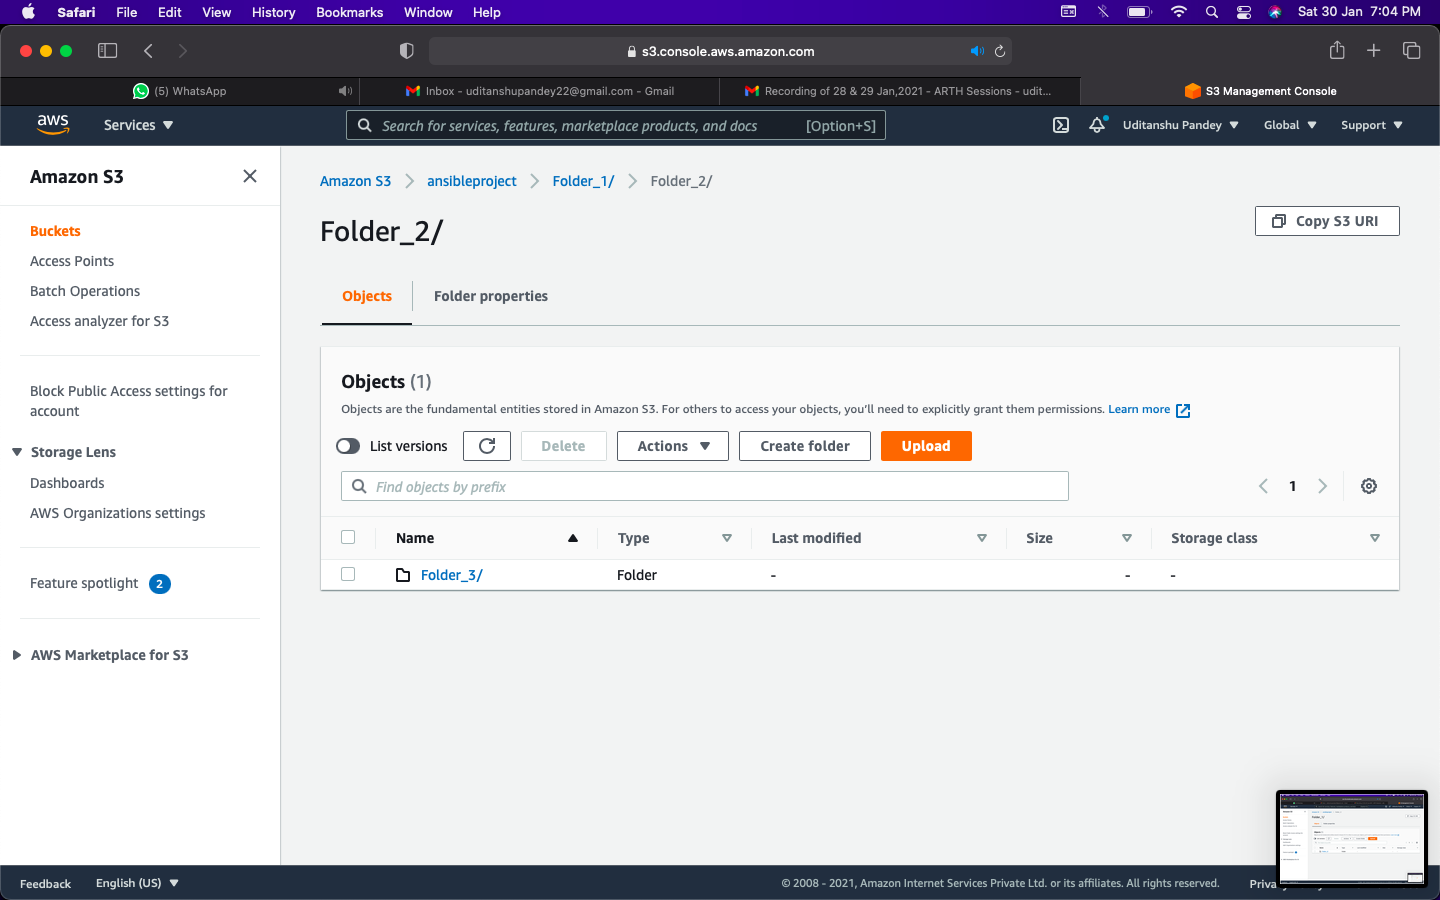 Safari File Edit View History Bookmarks Window Help Sat 30 Jan 7:04 PM
s3.console.aws.amazon.com
(5) WhatsApp Inbox - uditanshupandey22@gmail.com - Gmail Recording of 28 & 29 Jan,2021 - ARTH Sessions - udit... S3 Management Console
aws Services Search for services, features, marketplace products, and docs [Option+S] Uditanshu Pandey Global Support
Amazon S3
Buckets
Access Points
Batch Operations
Access analyzer for S3
Block Public Access settings for
account
Storage Lens
Dashboards
AWS Organizations settings
Feature spotlight 2
AWS Marketplace for S3
Amazon S3 ansibleproject Folder_1/ Folder_2/
Folder_2/
Copy S3 URI
Objects Folder properties
Objects (1)
Objects are the fundamental entities stored in Amazon S3. For others to access your objects, you'll need to explicitly grant them permissions. Learn more
List versions Delete Actions Create folder Upload
Find objects by prefix 1
Name Type Last modified Size Storage class
Folder_3/ Folder - - -
Feedback English (US) © 2008 - 2021, Amazon Internet Services Private Ltd. or its affiliates. All rights reserved.